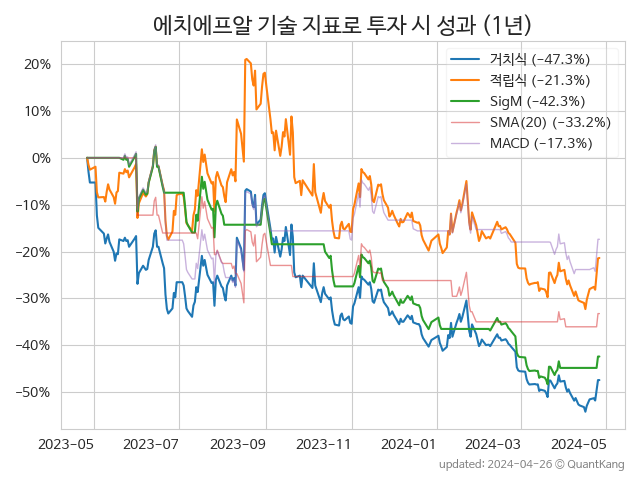 에치에프알 기술 지표로 투자 시 성과 (1년)
거치식 (−47.3%)
적립식 (−21.3%)
SigM (−42.3%)
SMA(20) (−33.2%)
MACD (−17.3%)
20%
10%
0%
−10%
−20%
−30%
−40%
−50%
2023-05 2023-07 2023-09 2023-11 2024-01 2024-03 2024-05
updated: 2024-04-26 © QuantKang